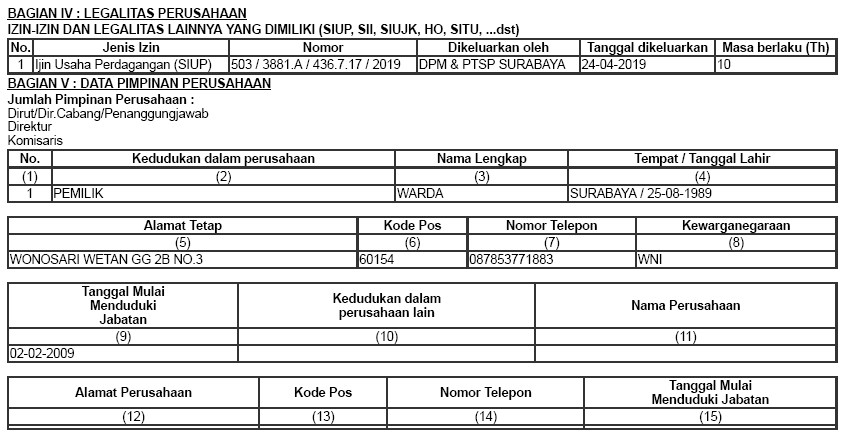 BAGIAN IV : LEGALITAS PERUSAHAAN
IZIN-IZIN DAN LEGALITAS LAINNYA YANG DIMILIKI (SIUP, SII, SIUJK, HO, SITU, ...dst)
No. Jenis Izin Nomor Dikeluarkan oleh Tanggal dikeluarkan Masa berlaku (Th)
1 Ijin Usaha Perdagangan (SIUP) 503 / 3881.A / 436.7.17 / 2019 DPM & PTSP SURABAYA 24-04-2019 10
BAGIAN V : DATA PIMPINAN PERUSAHAAN
Jumlah Pimpinan Perusahaan :
Dirut/Dir.Cabang/Penanggungjawab
Direktur
Komisaris
No. Kedudukan dalam perusahaan Nama Lengkap Tempat / Tanggal Lahir
(1) (2) (3) (4)
1 PEMILIK WARDA SURABAYA / 25-08-1989
Alamat Tetap Kode Pos Nomor Telepon Kewarganegaraan
(5) (6) (7) (8)
WONOSARI WETAN GG 2B NO.3 60154 087853771883 WNI
Tanggal Mulai
Menduduki
Jabatan
Kedudukan dalam
perusahaan lain
Nama Perusahaan
(9) (10) (11)
02-02-2009
Alamat Perusahaan Kode Pos Nomor Telepon
Tanggal Mulai
Menduduki Jabatan
(12) (13) (14) (15)